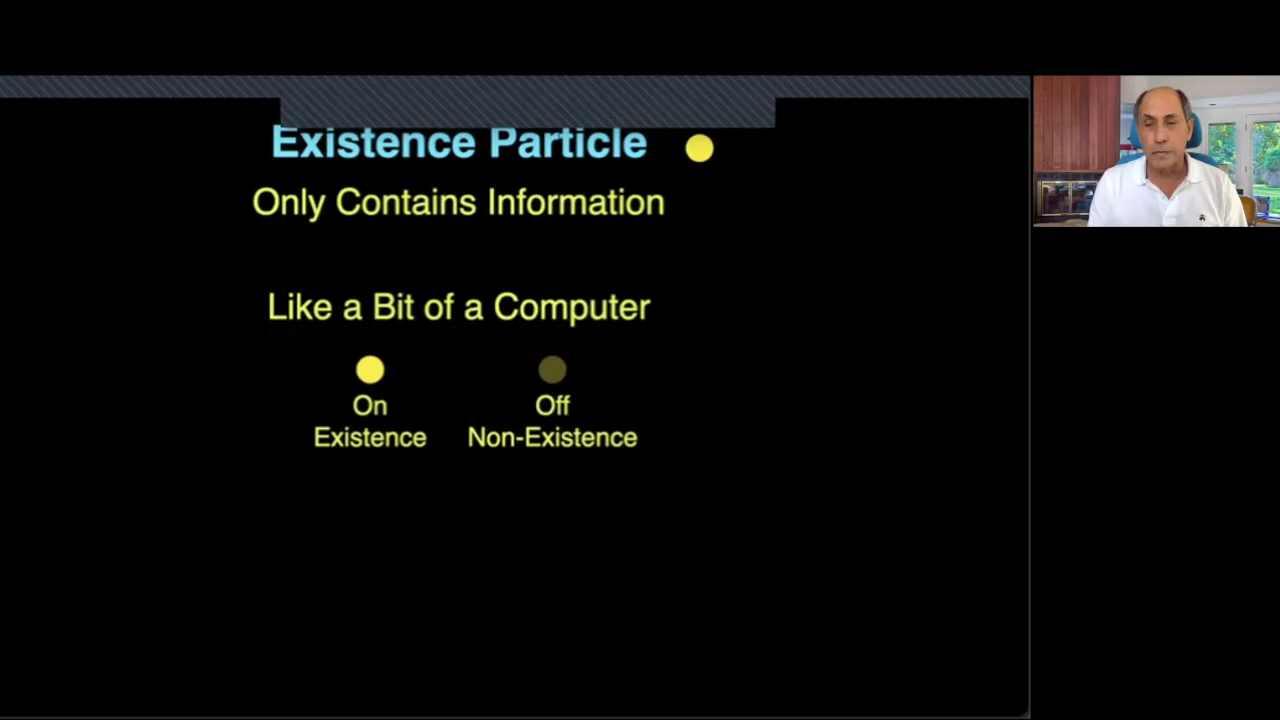 Existence Particle
Only Contains Information
Like a Bit of a Computer
On
Off
Existence
Non-Existence